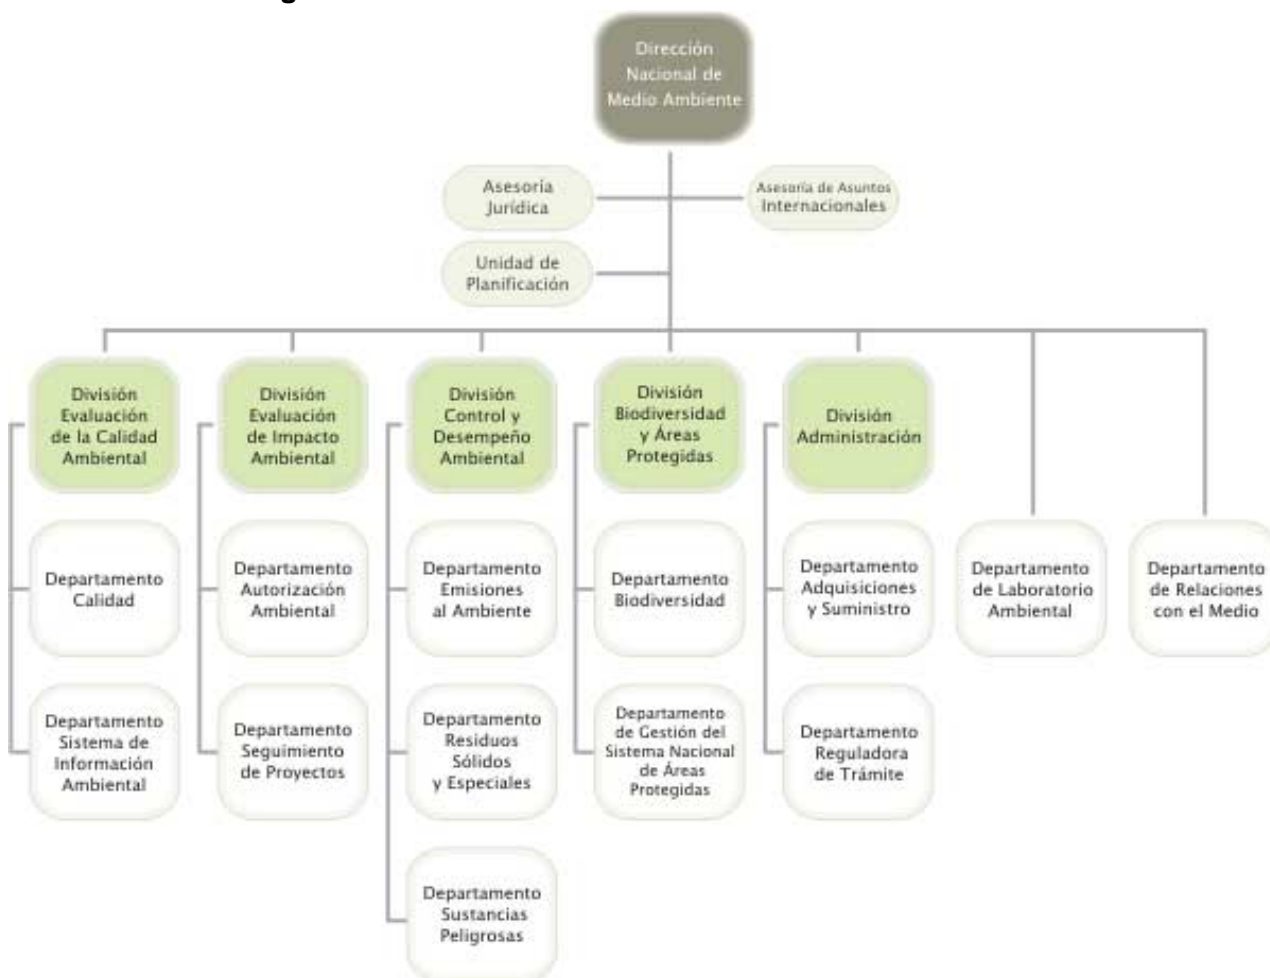 Dirección
Nacional de
Medio Ambiente
Asesoría
Jurídica
Asesoría de Asuntos
Internacionales
Unidad de
Planificación
División
Evaluación
de la Calidad
Ambiental
División
Evaluación
de Impacto
Ambiental
División
Control y
Desempeño
Ambiental
División
Biodiversidad
y Áreas
Protegidas
División
Administración
Departamento
Calidad
Departamento
Autorización
Ambiental
Departamento
Emisiones
al Ambiente
Departamento
Biodiversidad
Departamento
Adquisiciones
y Suministro
Departamento
de Laboratorio
Ambiental
Departamento
de Relaciones
con el Medio
Departamento
Sistema de
Información
Ambiental
Departamento
Seguimiento
de Proyectos
Departamento
Residuos
Sólidos
y Especiales
Departamento
de Gestión del
Sistema Nacional
de Áreas
Protegidas
Departamento
Reguladora
de Trámite
Departamento
Sustancias
Peligrosas